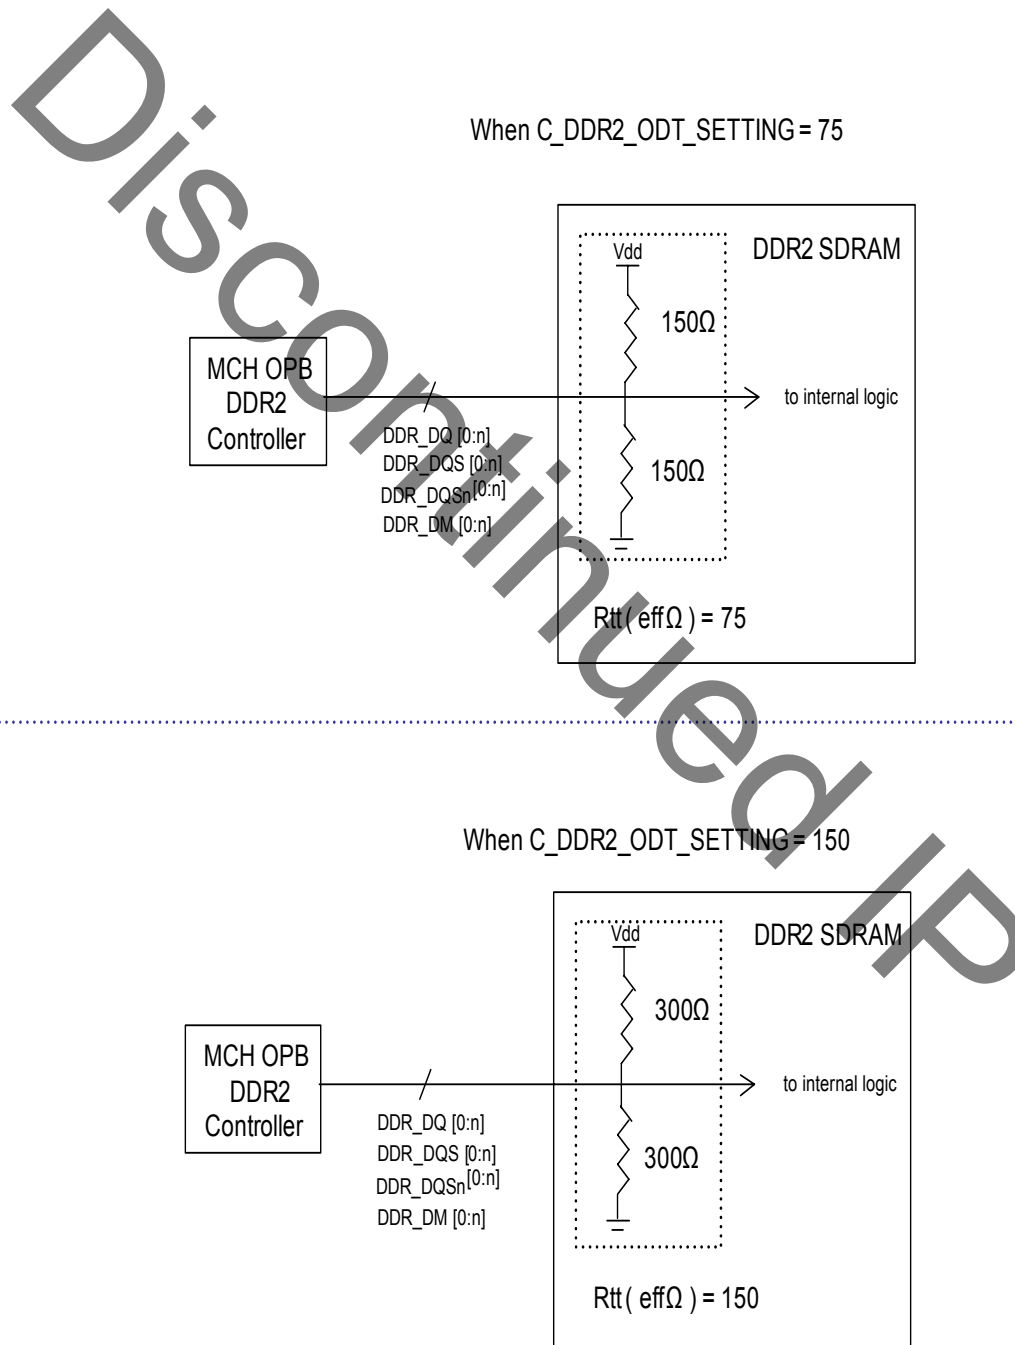 Discontinued IP
When C_DDR2_ODT_SETTING = 75
DDR2 SDRAM
Vdd
150Ω
MCH OPB
DDR2
Controller
to internal logic
DDR_DQ [0:n]
DDR_DQS [0:n]
DDR_DQSn[0:n]
DDR_DM [0:n]
150Ω
Rtt ( effΩ ) = 75
When C_DDR2_ODT_SETTING = 150
DDR2 SDRAM
Vdd
300Ω
MCH OPB
DDR2
Controller
to internal logic
DDR_DQ [0:n]
DDR_DQS [0:n]
DDR_DQSn[0:n]
DDR_DM [0:n]
300Ω
Rtt ( effΩ ) = 150